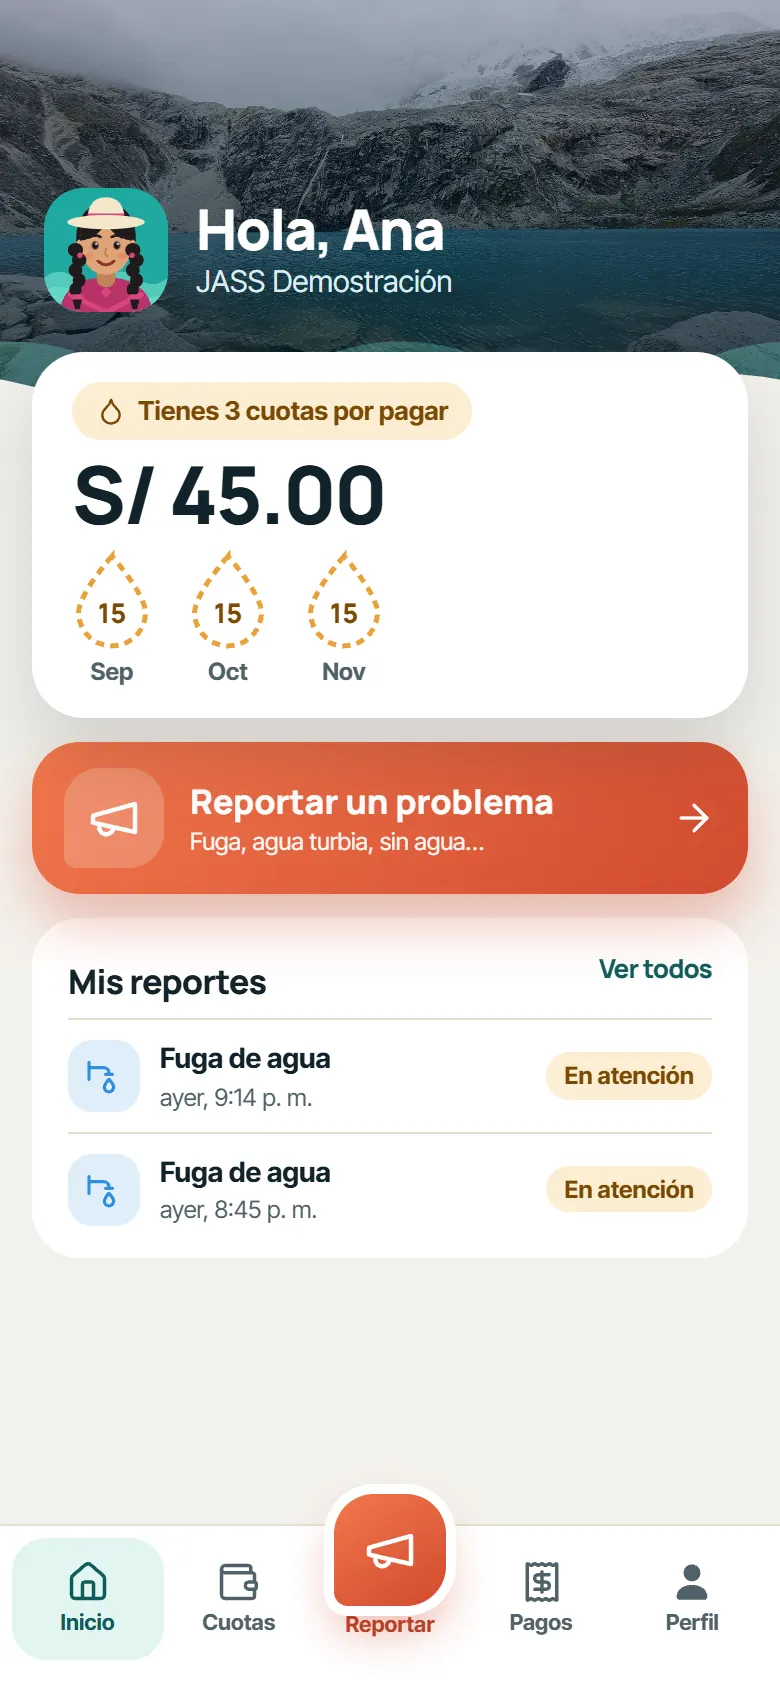 Hola, Ana
JASS Demostración
Tienes 3 cuotas por pagar
S/ 45.00
15 15 15
Sep Oct Nov
Reportar un problema
Fuga, agua turbia, sin agua...
Mis reportes
Ver todos
Fuga de agua
ayer, 9:14 p. m.
En atención
Fuga de agua
ayer, 8:45 p. m.
En atención
Inicio
Cuotas
Reportar
Pagos
Perfil